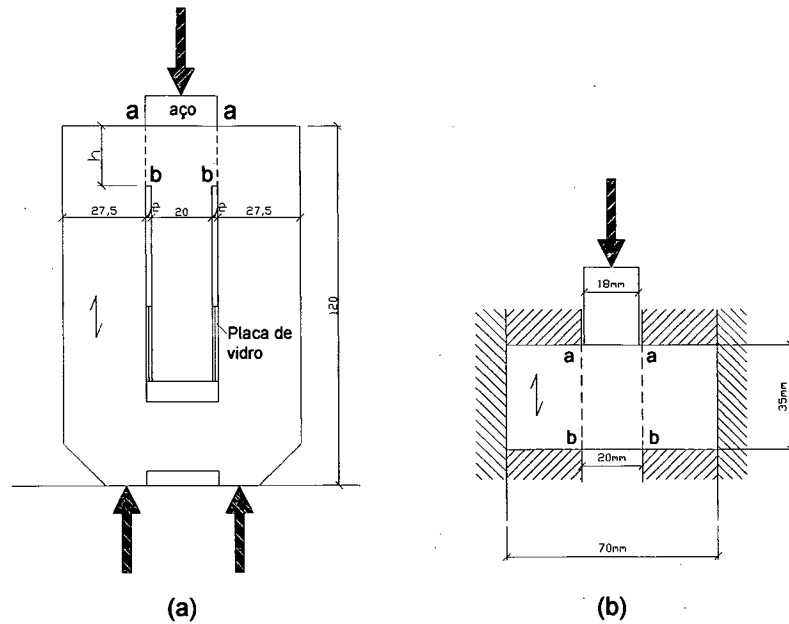 a aço a
h
b b
27,5 20 27,5
120
Placa de
vidro
(a)
18mm
a a
35mm
b b
20mm
70mm
(b)